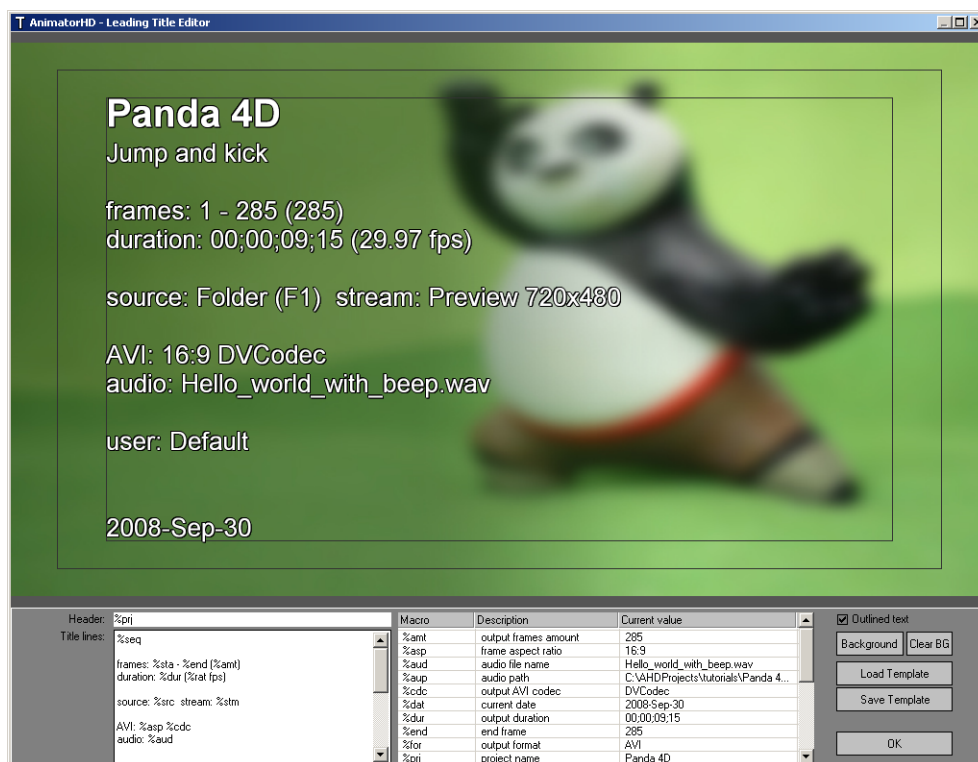 AnimatorHD - Leading Title Editor
Panda 4D
Jump and kick
frames: 1 - 285 (285)
duration: 00;00;09;15 (29.97 fps)
source: Folder (F1)  stream: Preview 720x480
AVI: 16:9 DVCodec
audio: Hello_world_with_beep.wav
user: Default
2008-Sep-30
Header: %prj
Title lines: %seq
frames: %sta - %end (%amt)
duration: %dur (%rat fps)
source: %src  stream: %stm
AVI: %asp %cdc
audio: %aud
Macro Description Current value
%amt output frames amount 285
%asp frame aspect ratio 16:9
%aud audio file name Hello_world_with_beep.wav
%aup audio path C:\AHDProjects\tutorials\Panda 4...
%cdc output AVI codec DVCodec
%dat current date 2008-Sep-30
%dur output duration 00;00;09;15
%end end frame 285
%for output format AVI
%prj project name Panda 4D
Outlined text
Background Clear BG
Load Template
Save Template
OK